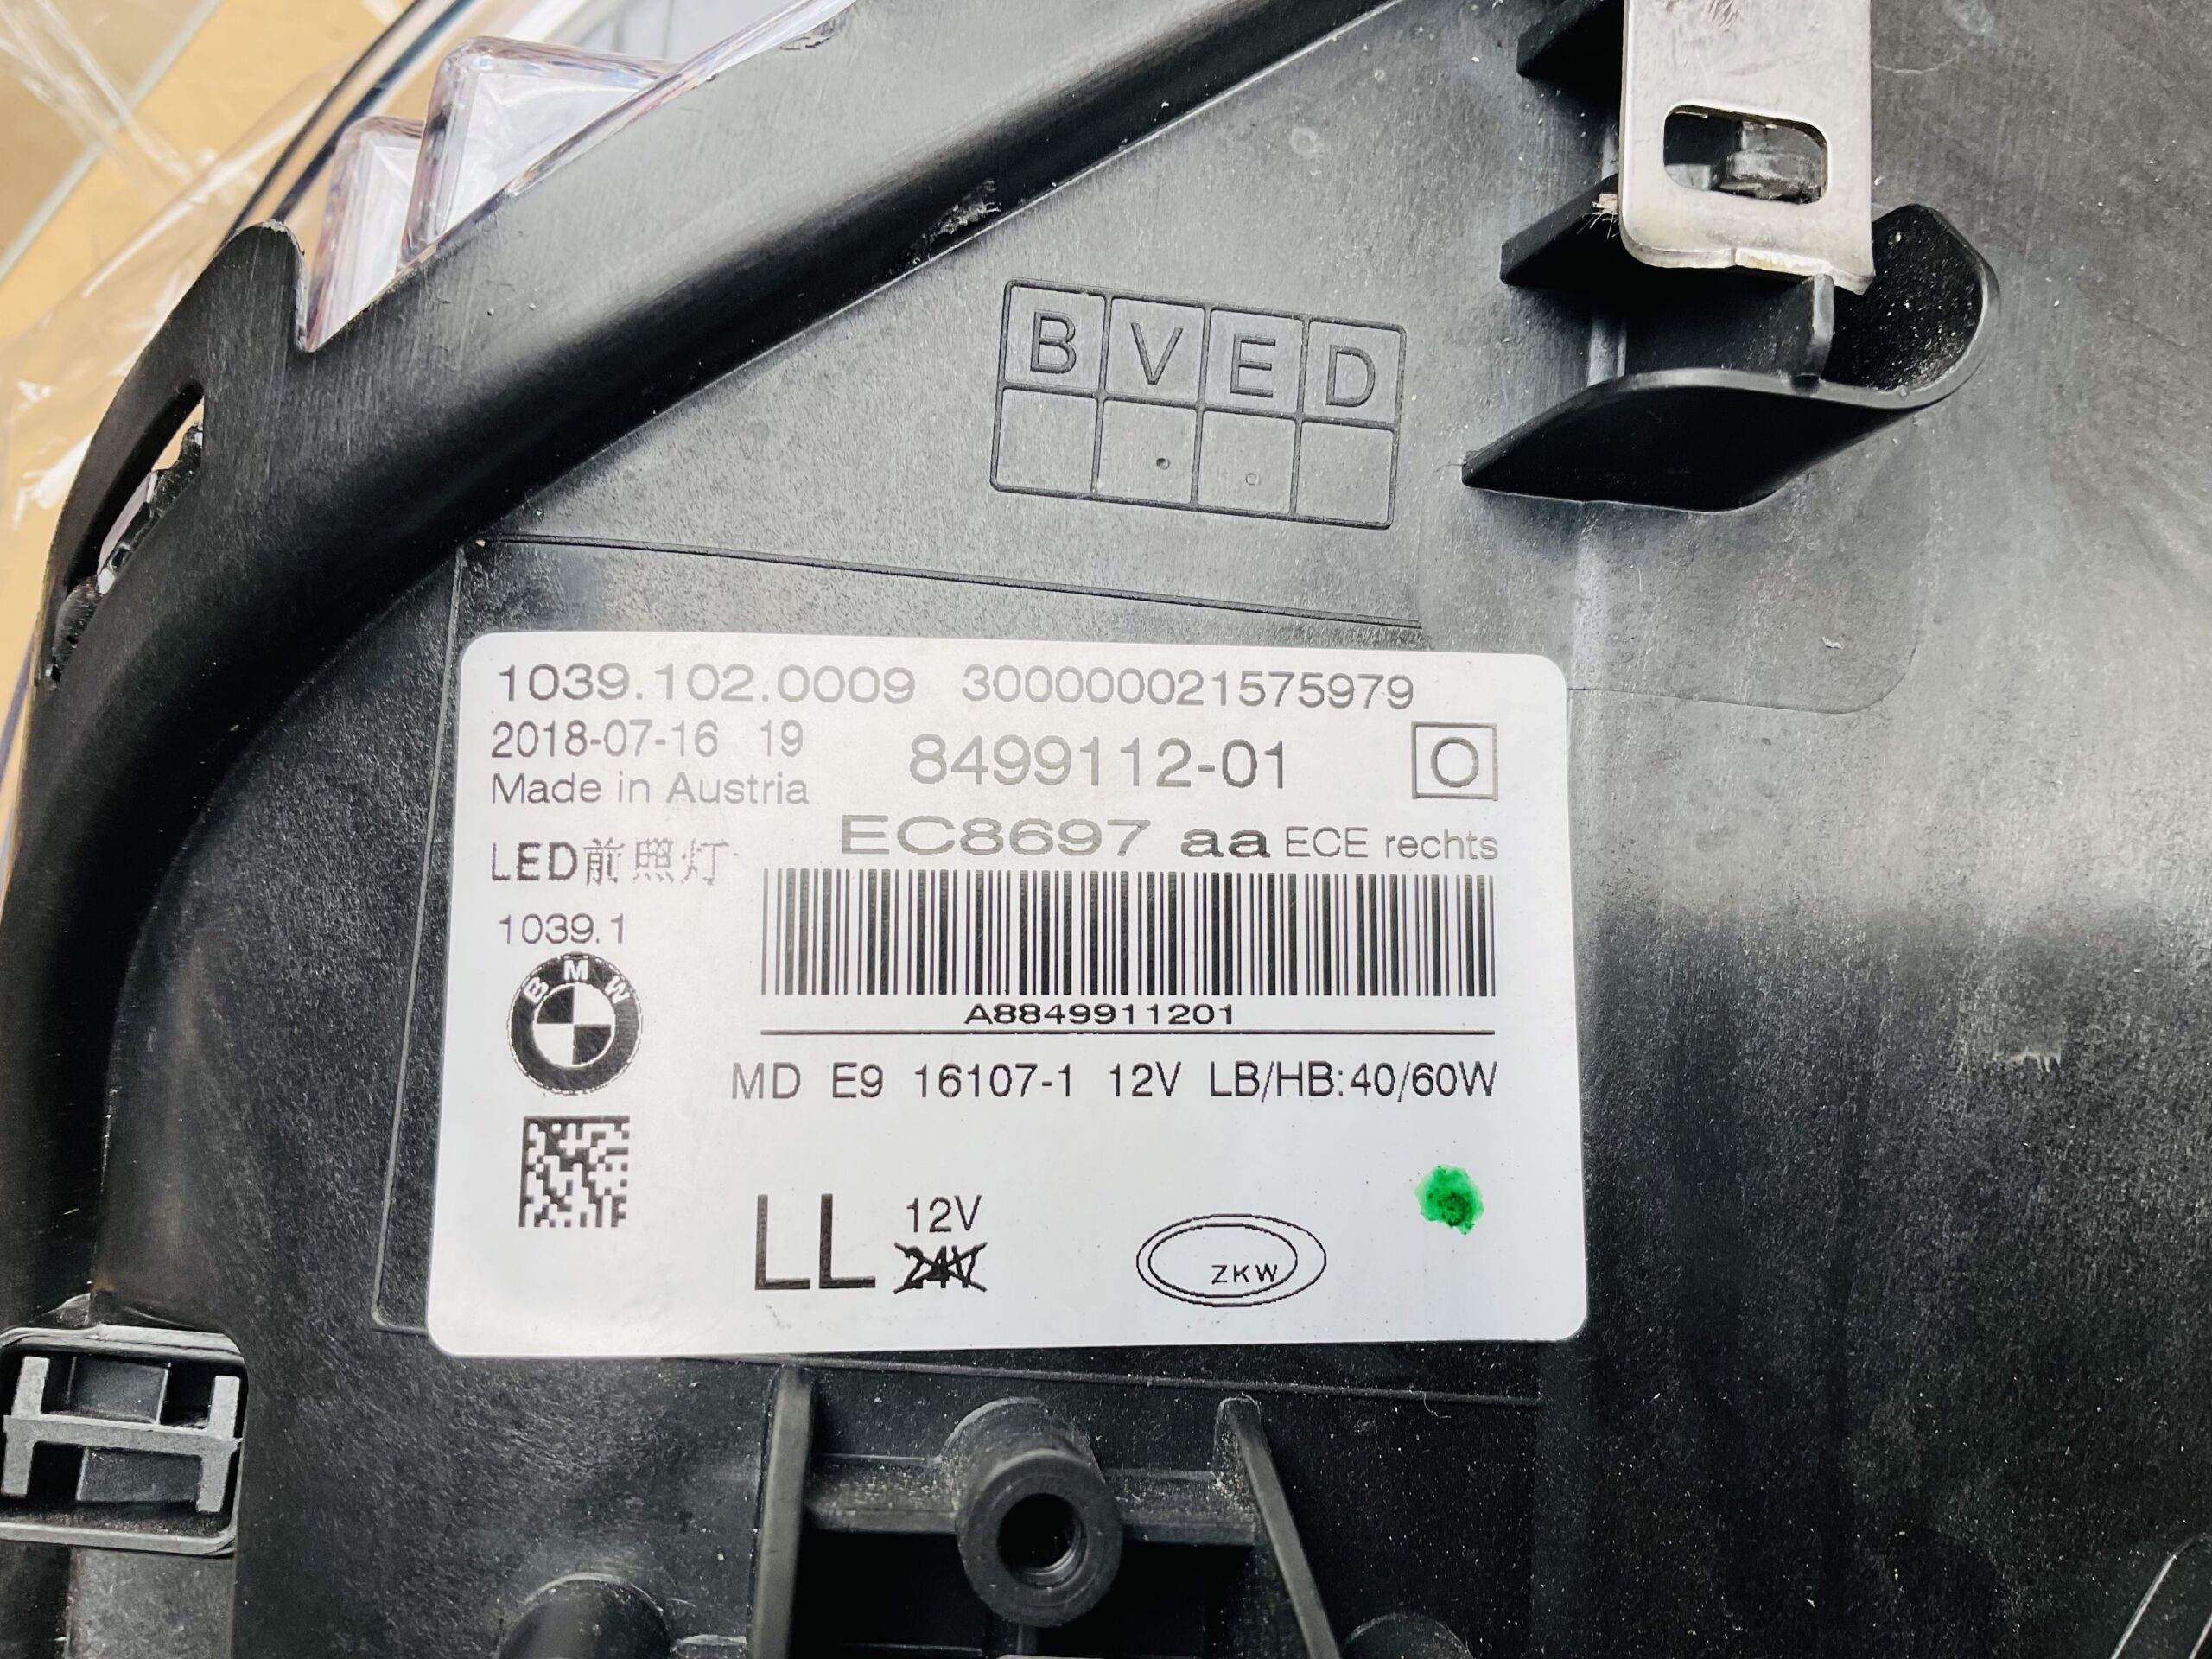 B V E D
1039.102.0009 300000021575979
2018-07-16 19
8499112-01
O
Made in Austria
EC8697 aa ECE rechts
LED前照灯
1039.1
BMW
A8849911201
MD E9 16107-1 12V LB/HB:40/60W
LL 12V
24V
ZKW